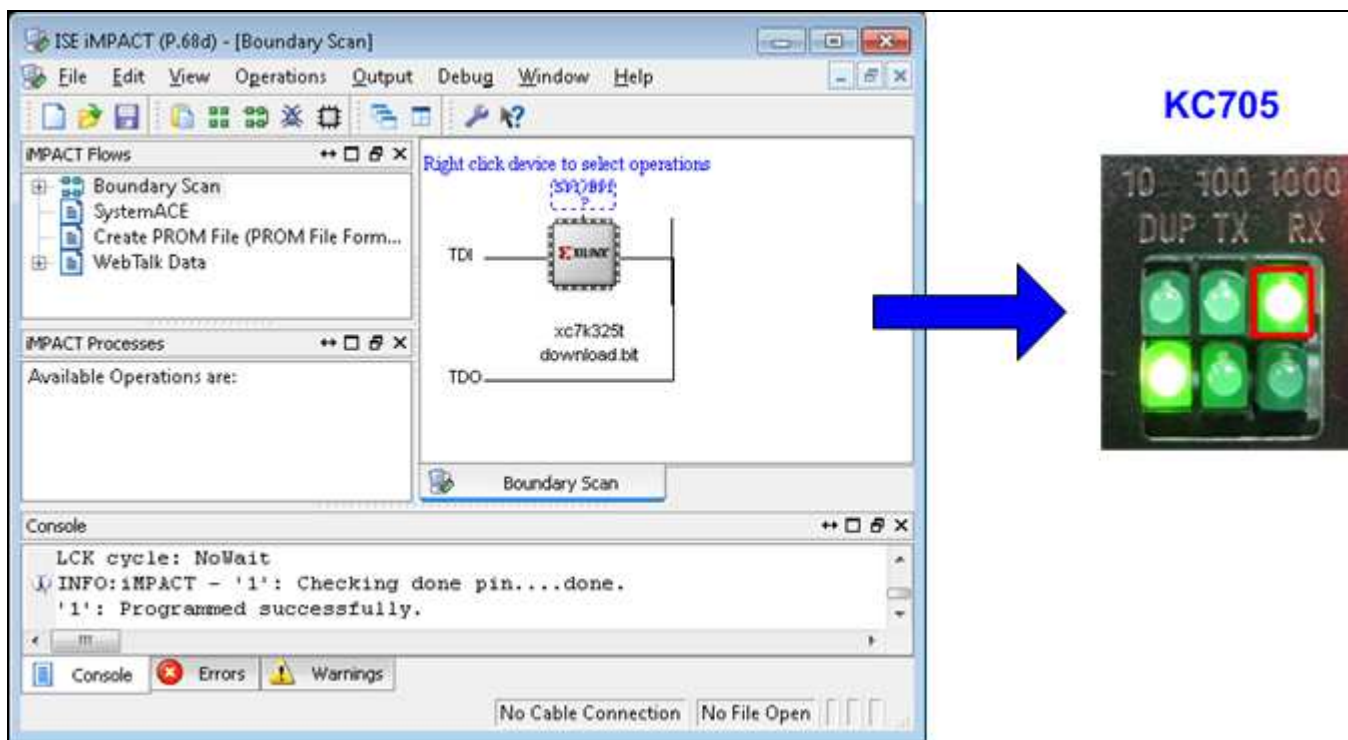 ISE iMPACT (P.68d) - [Boundary Scan]
File Edit View Operations Output Debug Window Help
iMPACT Flows
Boundary Scan
SystemACE
Create PROM File (PROM File Form...
WebTalk Data
iMPACT Processes
Available Operations are:
Right click device to select operations
SPI/BPI
?
TDI
XILINX
xc7k325t
download.bit
TDO
Boundary Scan
Console
LCK cycle: NoWait
INFO:iMPACT - '1': Checking done pin....done.
'1': Programmed successfully.
Console Errors Warnings
No Cable Connection No File Open
KC705
10 100 1000
DUP TX RX